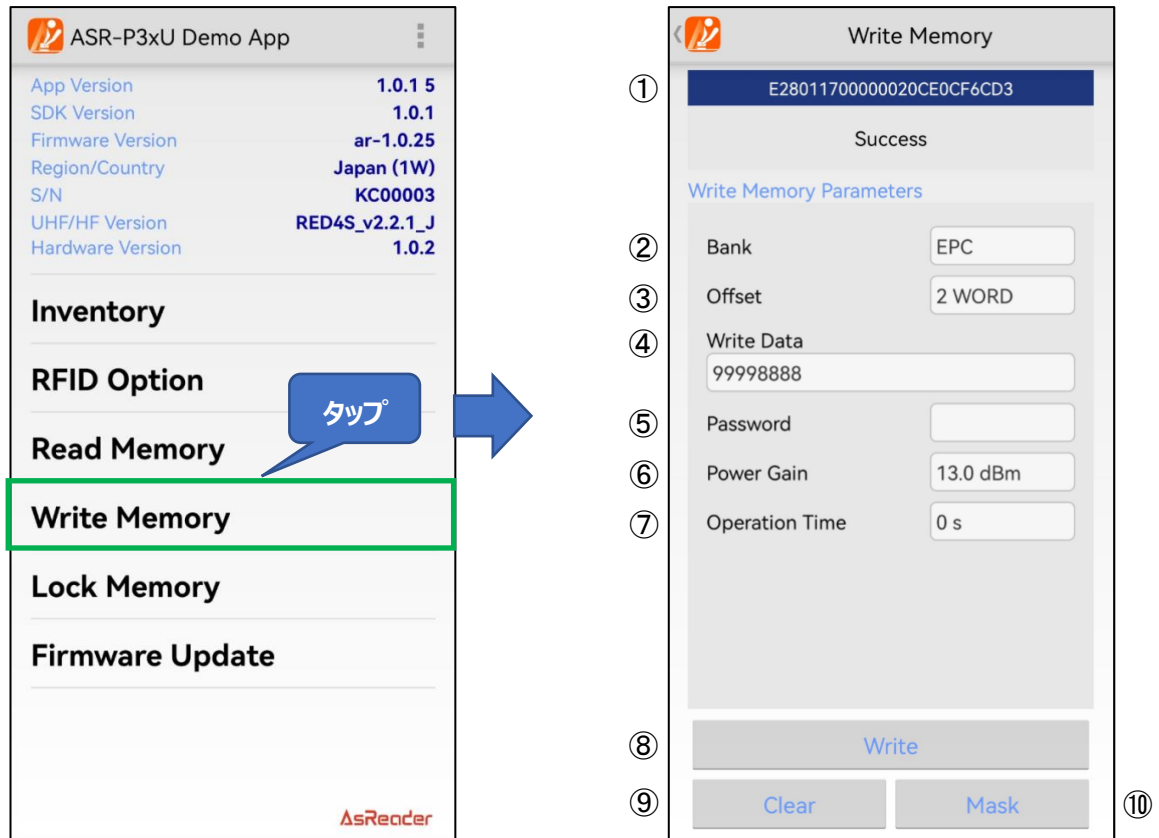 ASR-P3xU Demo App
App Version 1.0.1 5
SDK Version 1.0.1
Firmware Version ar-1.0.25
Region/Country Japan (1W)
S/N KC00003
UHF/HF Version RED4S_v2.2.1_J
Hardware Version 1.0.2
Inventory
RFID Option
タップ
Read Memory
Write Memory
Lock Memory
Firmware Update
AsReader
Write Memory
① E28011700000020CE0CF6CD3
Success
Write Memory Parameters
② Bank EPC
③ Offset 2 WORD
④ Write Data
99998888
⑤ Password
⑥ Power Gain 13.0 dBm
⑦ Operation Time 0 s
⑧ Write
⑨ Clear Mask ⑩